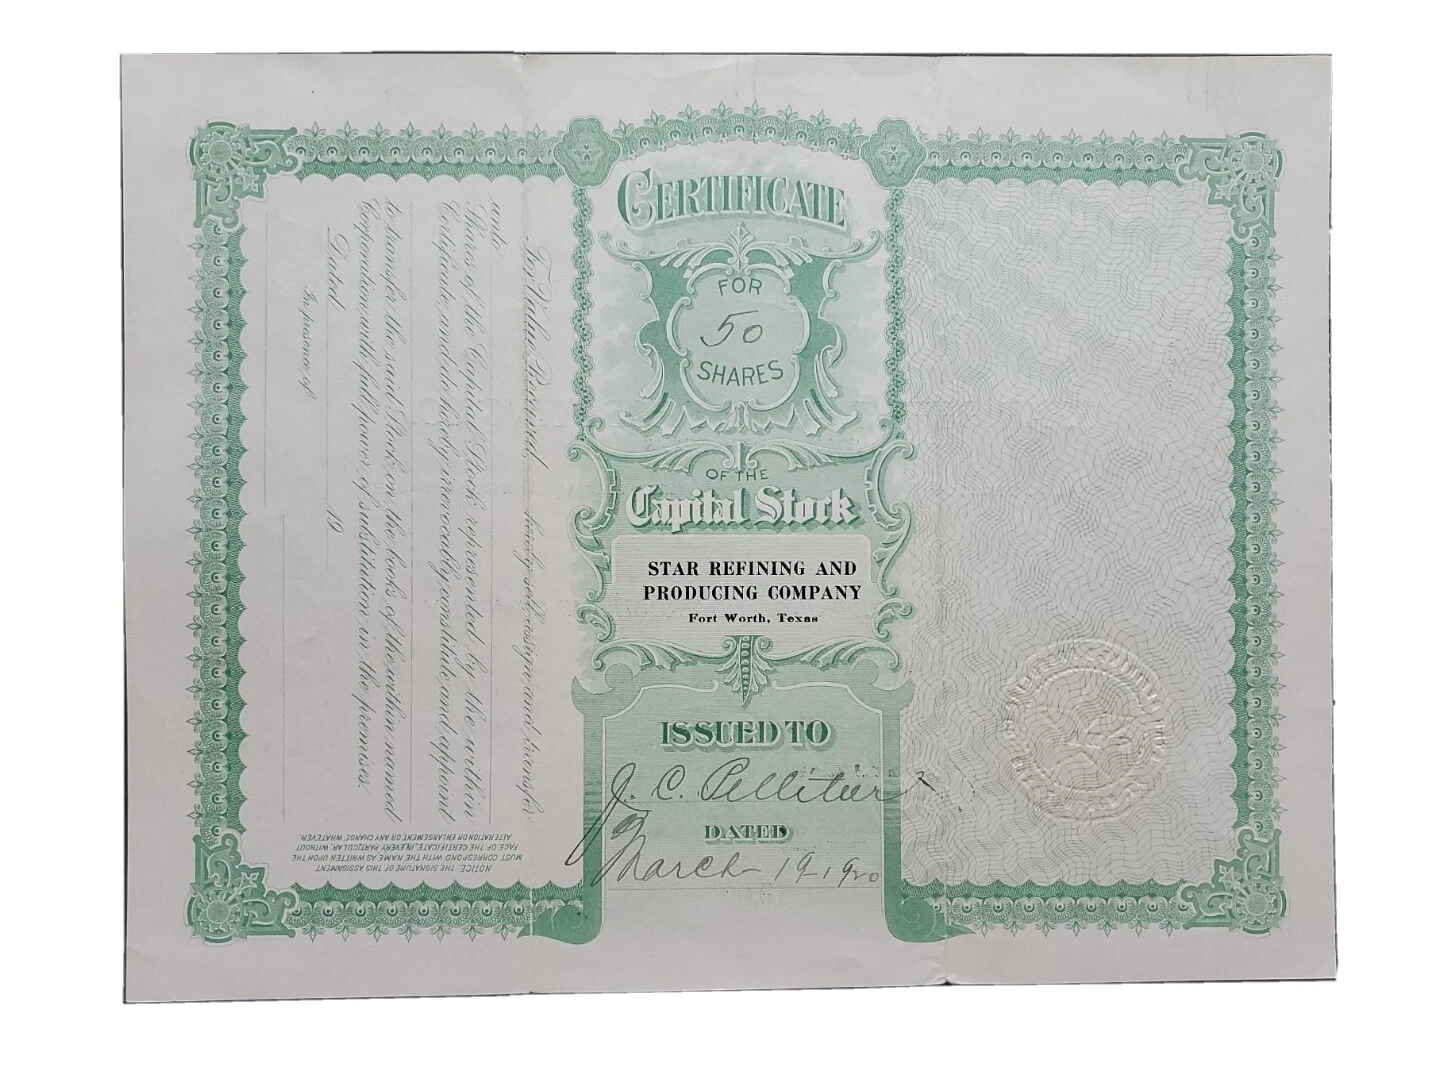 CERTIFICATE
FOR
50
SHARES
OF THE
Capital Stock
STAR REFINING AND
PRODUCING COMPANY
Fort Worth, Texas
ISSUED TO
J. C. Pelletier
DATED
March 19 1920
For Value Received, hereby sell, assign and transfer
unto
Shares of the Capital Stock represented by the within
Certificate, and do hereby irrevocably constitute and appoint
to transfer the said Stock on the books of the within named
Corporation with full power of substitution in the premises.
Dated 19
In presence of
NOTICE. THE SIGNATURE OF THIS ASSIGNMENT
MUST CORRESPOND WITH THE NAME AS WRITTEN UPON THE
FACE OF THE CERTIFICATE, IN EVERY PARTICULAR, WITHOUT
ALTERATION OR ENLARGEMENT OR ANY CHANGE WHATEVER.